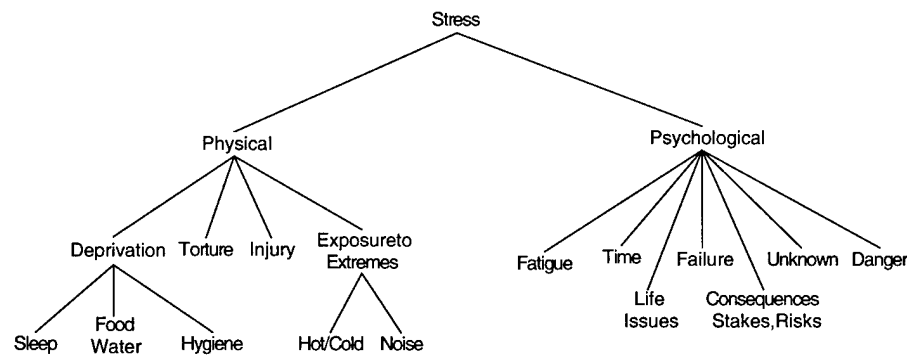 Stress
Physical
Psychological
Deprivation
Torture
Injury
Exposureto
Extremes
Fatigue
Time
Failure
Unknown
Danger
Life
Issues
Consequences
Stakes,Risks
Sleep
Food
Water
Hygiene
Hot/Cold
Noise